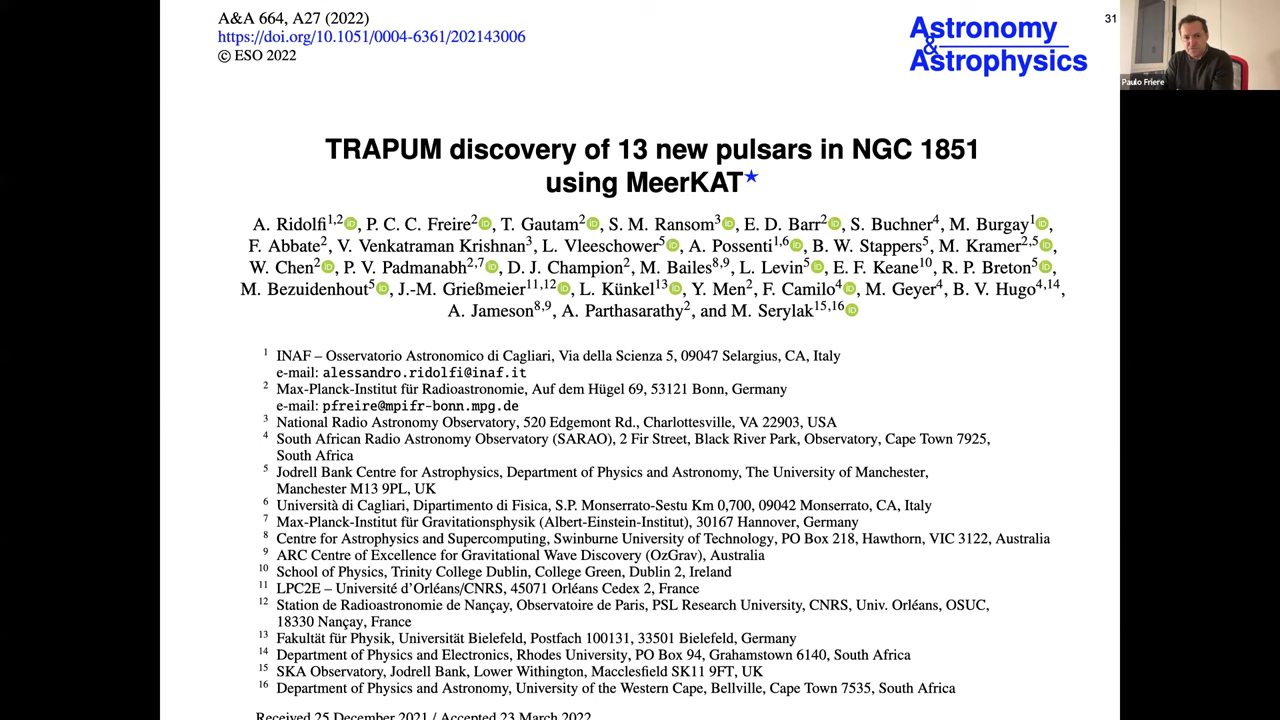 A&A 664, A27 (2022)
https://doi.org/10.1051/0004-6361/202143006
© ESO 2022
Astronomy
&
Astrophysics
31
Paulo Friere
TRAPUM discovery of 13 new pulsars in NGC 1851
using MeerKAT★
A. Ridolfi1,2, P. C. C. Freire2, T. Gautam2, S. M. Ransom3, E. D. Barr2, S. Buchner4, M. Burgay1,
F. Abbate2, V. Venkatraman Krishnan3, L. Vleeschower5, A. Possenti1,6, B. W. Stappers5, M. Kramer2,5,
W. Chen2, P. V. Padmanabh2,7, D. J. Champion2, M. Bailes8,9, L. Levin5, E. F. Keane10, R. P. Breton5,
M. Bezuidenhout5, J.-M. Grießmeier11,12, L. Künkel13, Y. Men2, F. Camilo4, M. Geyer4, B. V. Hugo4,14,
A. Jameson8,9, A. Parthasarathy2, and M. Serylak15,16
1 INAF – Osservatorio Astronomico di Cagliari, Via della Scienza 5, 09047 Selargius, CA, Italy
e-mail: alessandro.ridolfi@inaf.it
2 Max-Planck-Institut für Radioastronomie, Auf dem Hügel 69, 53121 Bonn, Germany
e-mail: pfreire@mpifr-bonn.mpg.de
3 National Radio Astronomy Observatory, 520 Edgemont Rd., Charlottesville, VA 22903, USA
4 South African Radio Astronomy Observatory (SARAO), 2 Fir Street, Black River Park, Observatory, Cape Town 7925,
South Africa
5 Jodrell Bank Centre for Astrophysics, Department of Physics and Astronomy, The University of Manchester,
Manchester M13 9PL, UK
6 Università di Cagliari, Dipartimento di Fisica, S.P. Monserrato-Sestu Km 0,700, 09042 Monserrato, CA, Italy
7 Max-Planck-Institut für Gravitationsphysik (Albert-Einstein-Institut), 30167 Hannover, Germany
8 Centre for Astrophysics and Supercomputing, Swinburne University of Technology, PO Box 218, Hawthorn, VIC 3122, Australia
9 ARC Centre of Excellence for Gravitational Wave Discovery (OzGrav), Australia
10 School of Physics, Trinity College Dublin, College Green, Dublin 2, Ireland
11 LPC2E – Université d'Orléans/CNRS, 45071 Orléans Cedex 2, France
12 Station de Radioastronomie de Nançay, Observatoire de Paris, PSL Research University, CNRS, Univ. Orléans, OSUC,
18330 Nançay, France
13 Fakultät für Physik, Universität Bielefeld, Postfach 100131, 33501 Bielefeld, Germany
14 Department of Physics and Electronics, Rhodes University, PO Box 94, Grahamstown 6140, South Africa
15 SKA Observatory, Jodrell Bank, Lower Withington, Macclesfield SK11 9FT, UK
16 Department of Physics and Astronomy, University of the Western Cape, Bellville, Cape Town 7535, South Africa
Received 25 December 2021 / Accepted 23 March 2022